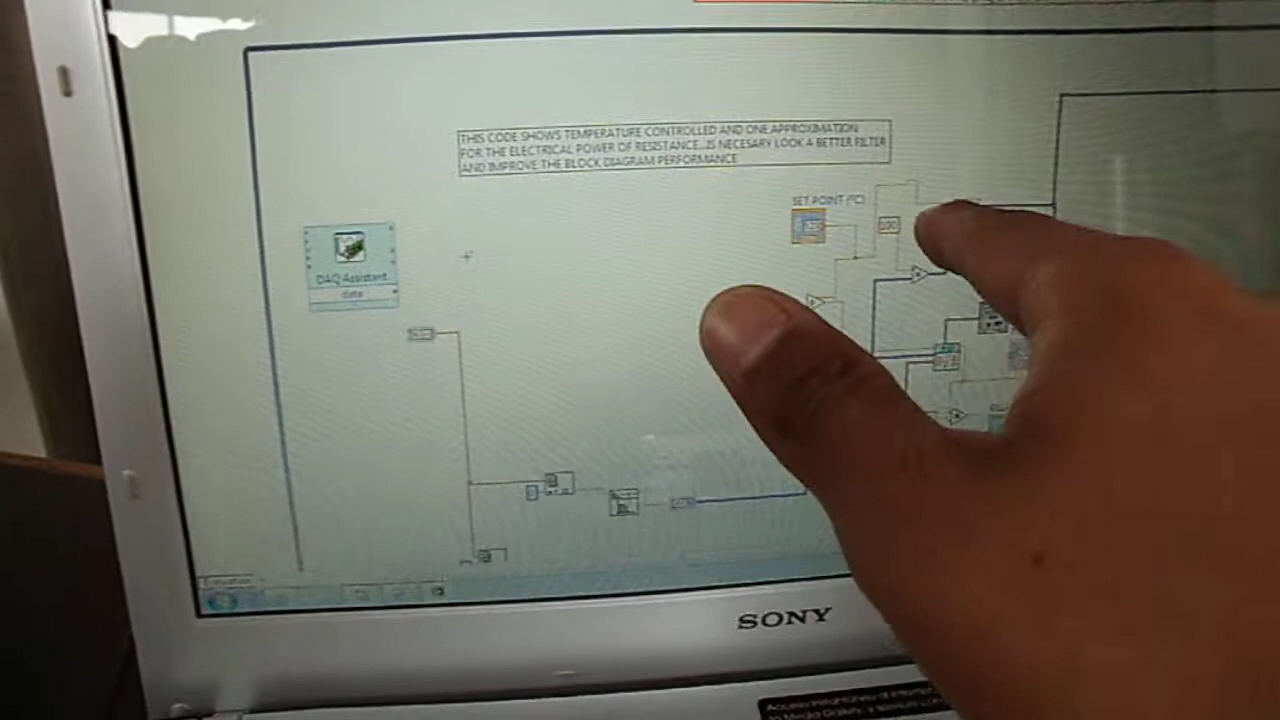 THIS CODE SHOWS TEMPERATURE CONTROLLED AND ONE APPROXIMATION
FOR THE ELECTRICAL POWER OF RESISTANCE...IS NECESARY LOOK A BETTER FILTER
AND IMPROVE THE BLOCK DIAGRAM PERFORMANCE
SET POINT (°C)
100
DAQ Assistant
data
SONY